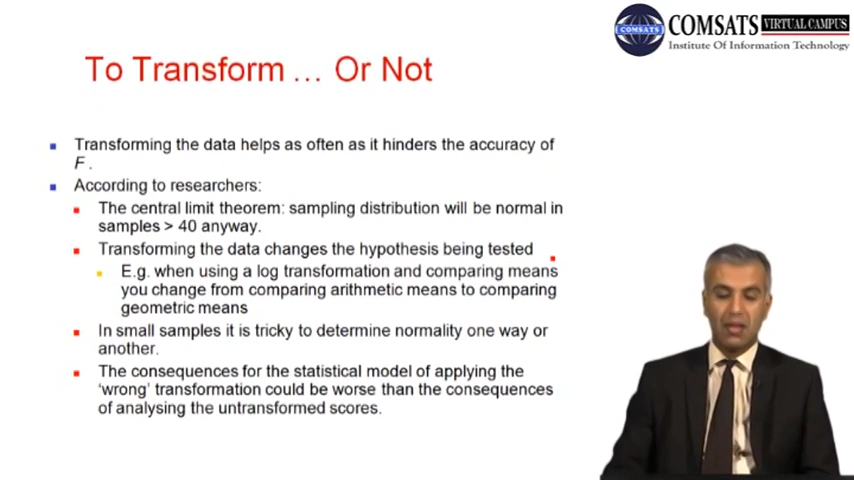 COMSATS VIRTUAL CAMPUS
COMSATS
Institute Of Information Technology
To Transform … Or Not
Transforming the data helps as often as it hinders the accuracy of
F .
According to researchers:
The central limit theorem: sampling distribution will be normal in
samples > 40 anyway.
Transforming the data changes the hypothesis being tested
E.g. when using a log transformation and comparing means
you change from comparing arithmetic means to comparing
geometric means
In small samples it is tricky to determine normality one way or
another.
The consequences for the statistical model of applying the
‘wrong’ transformation could be worse than the consequences
of analysing the untransformed scores.